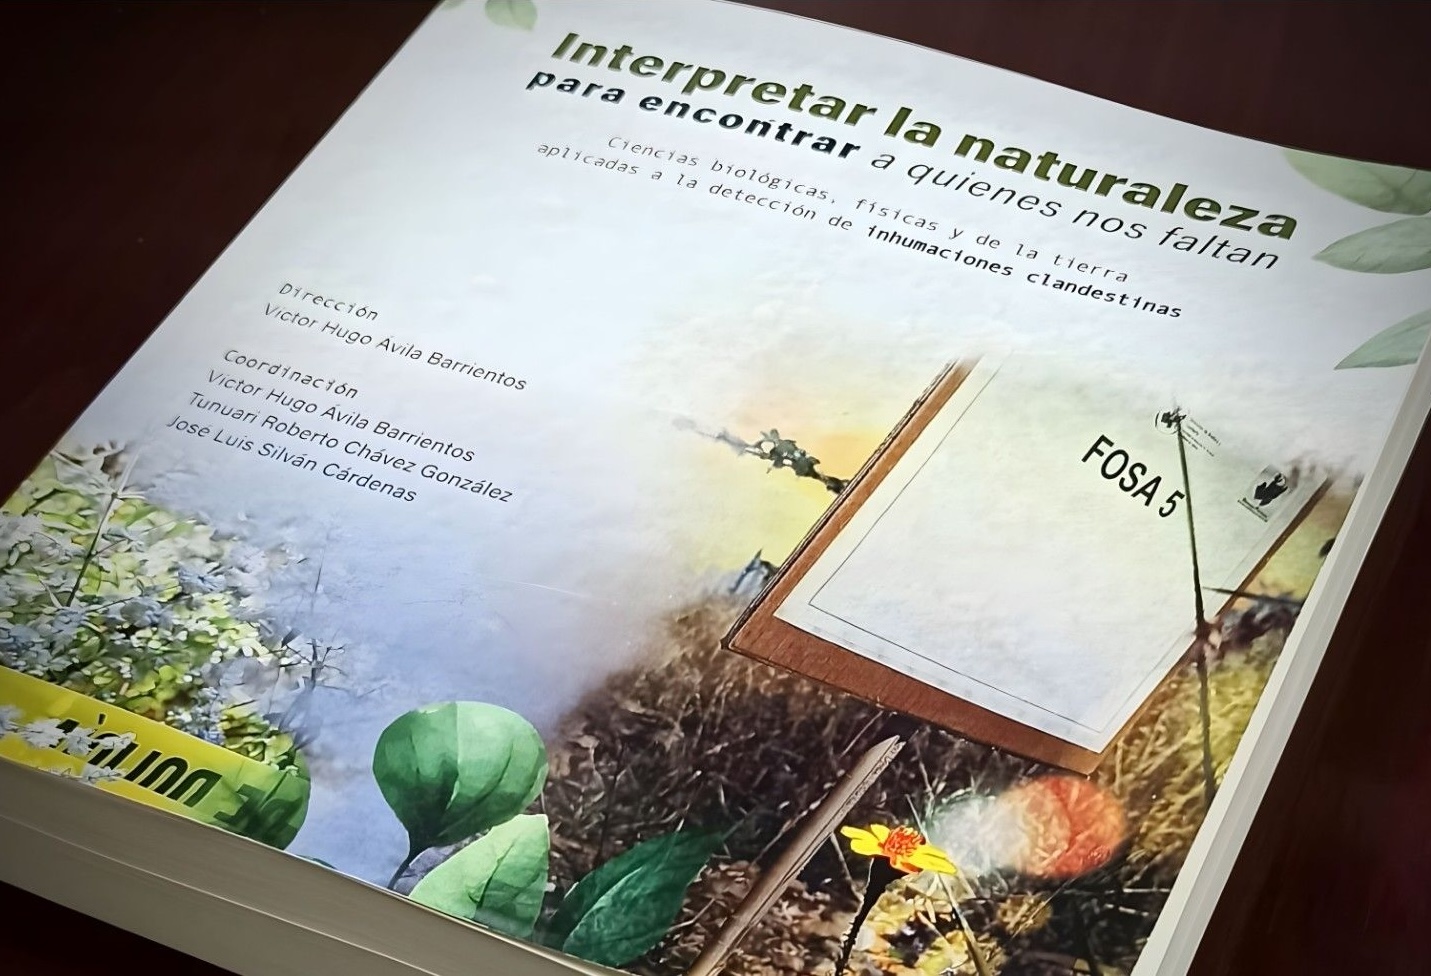 Interpretar la naturaleza
para encontrar a quienes nos faltan
Ciencias biológicas, físicas y de la tierra
aplicadas a la detección de inhumaciones clandestinas
Dirección
Víctor Hugo Ávila Barrientos
Coordinación
Víctor Hugo Ávila Barrientos
Tunuari Roberto Chávez González
José Luis Silván Cárdenas
FOSA 5